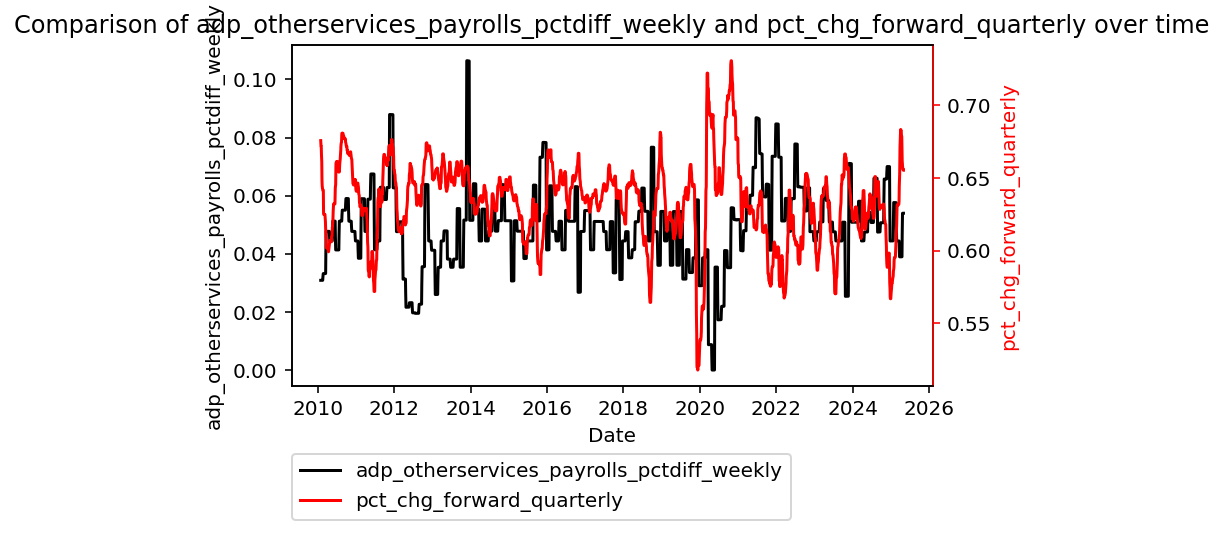 Comparison of adp_otherservices_payrolls_pctdiff_weekly and pct_chg_forward_quarterly over time
adp_otherservices_payrolls_pctdiff_weekly
0.10
0.08
0.06
0.04
0.02
0.00
0.70
0.65
0.60
0.55
pct_chg_forward_quarterly
2010 2012 2014 2016 2018 2020 2022 2024 2026
Date
adp_otherservices_payrolls_pctdiff_weekly
pct_chg_forward_quarterly